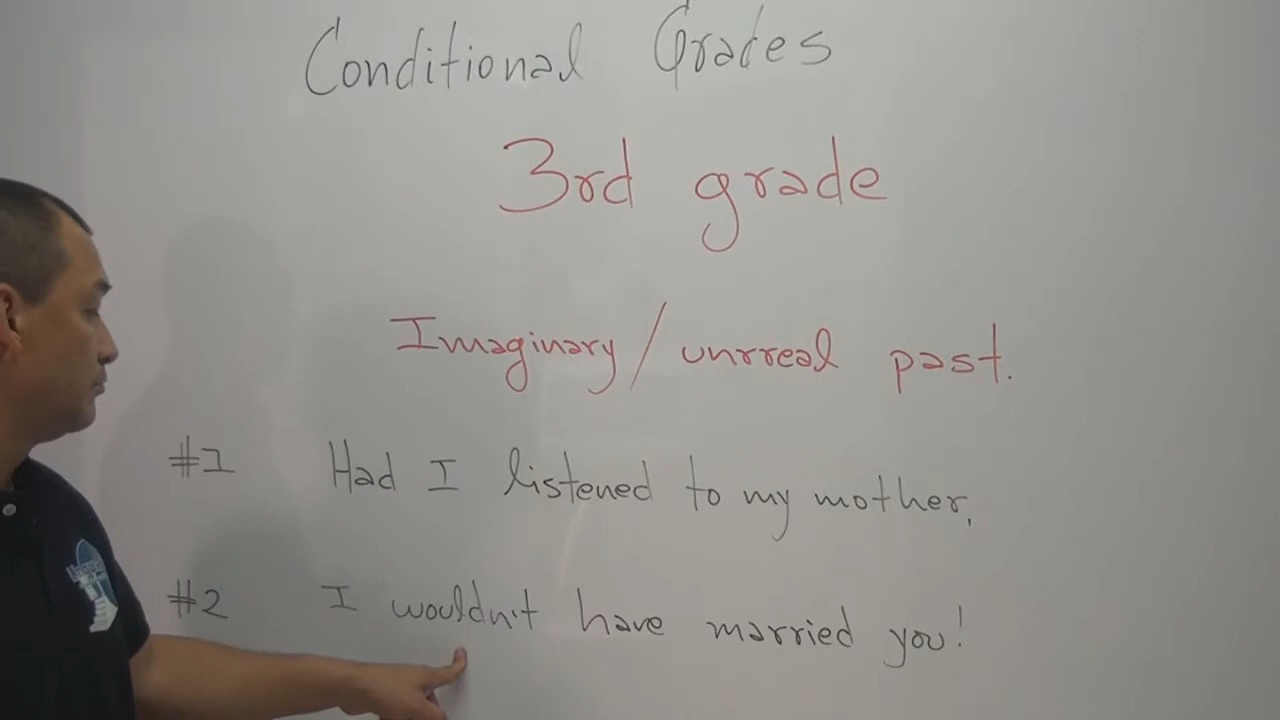 Conditional Grades
3rd grade
Imaginary / unrreal past.
#1 Had I listened to my mother,
#2 I wouldn't have married you!